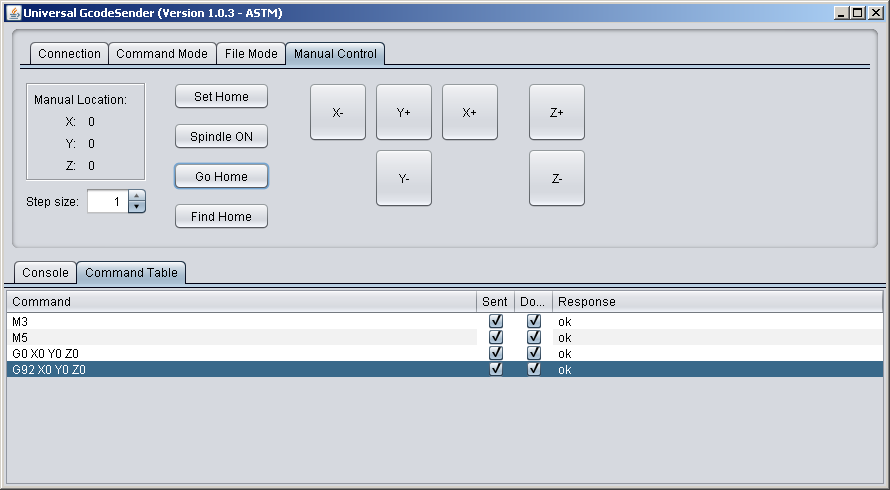 Universal GcodeSender (Version 1.0.3 - ASTM)
Connection Command Mode File Mode Manual Control
Manual Location:
X: 0
Y: 0
Z: 0
Step size: 1
Set Home
Spindle ON
Go Home
Find Home
X- Y+ X+ Z+
Y- Z-
Console Command Table
Command Sent Do... Response
M3 ok
M5 ok
G0 X0 Y0 Z0 ok
G92 X0 Y0 Z0 ok